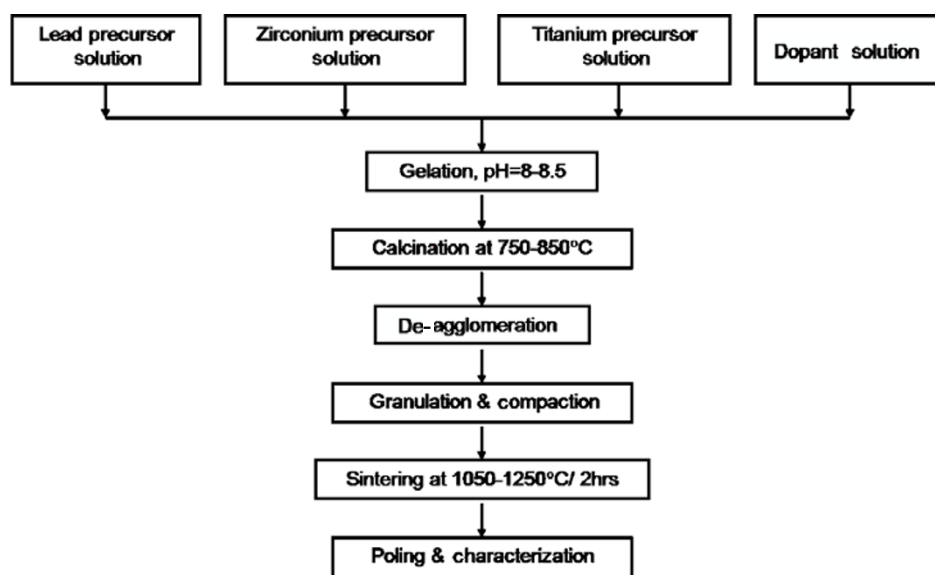 Lead precursor
solution
Zirconium precursor
solution
Titanium precursor
solution
Dopant solution
Gelation, pH=8-8.5
Calcination at 750-850°C
De-agglomeration
Granulation & compaction
Sintering at 1050-1250°C/ 2hrs
Poling & characterization